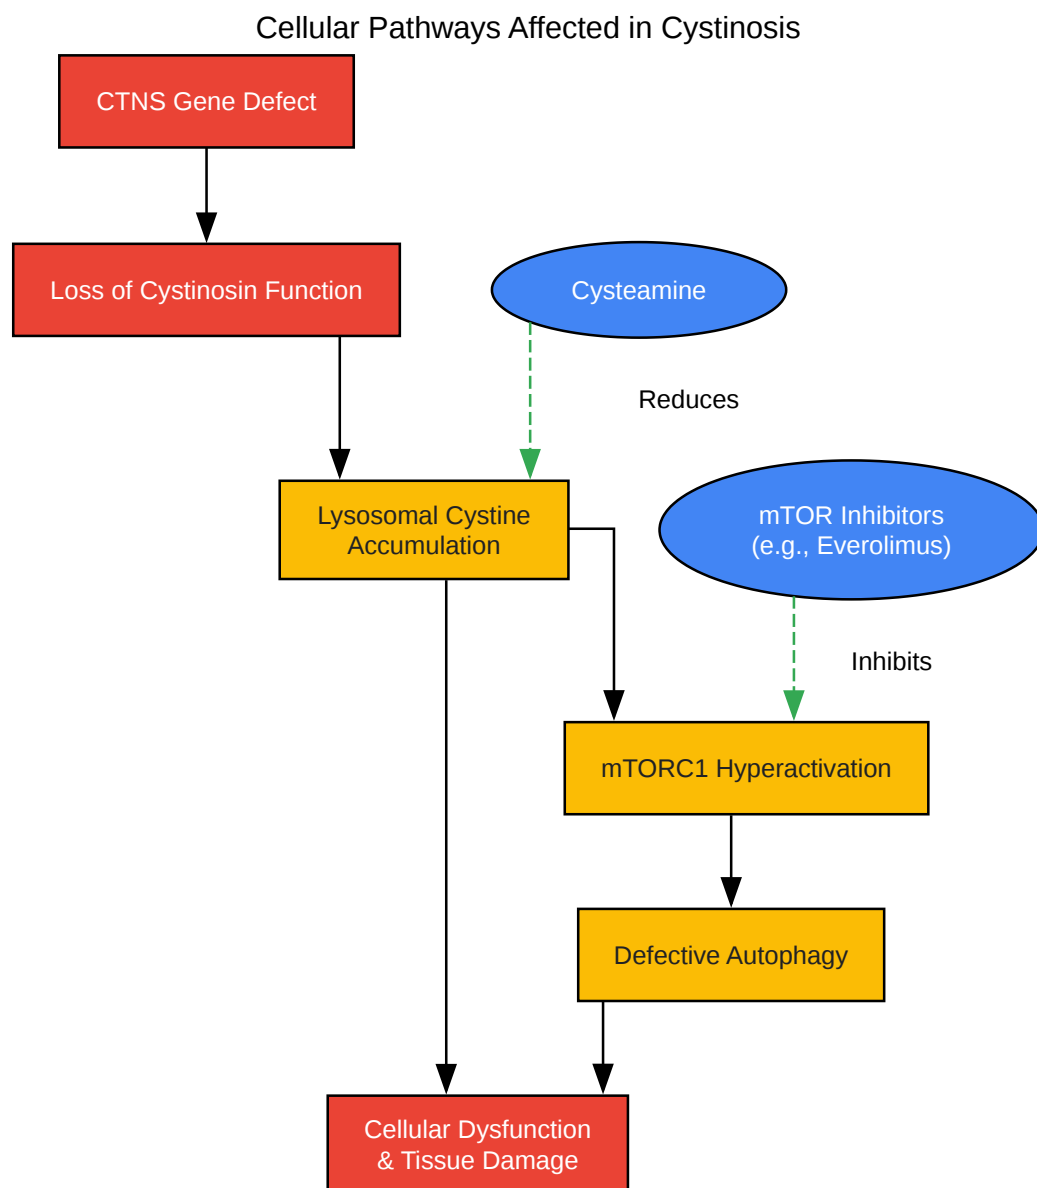 Cellular Pathways Affected in Cystinosis
CTNS Gene Defect
Loss of Cystinosin Function
Cysteamine
Reduces
Lysosomal Cystine
Accumulation
mTOR Inhibitors
(e.g., Everolimus)
Inhibits
mTORC1 Hyperactivation
Defective Autophagy
Cellular Dysfunction
& Tissue Damage